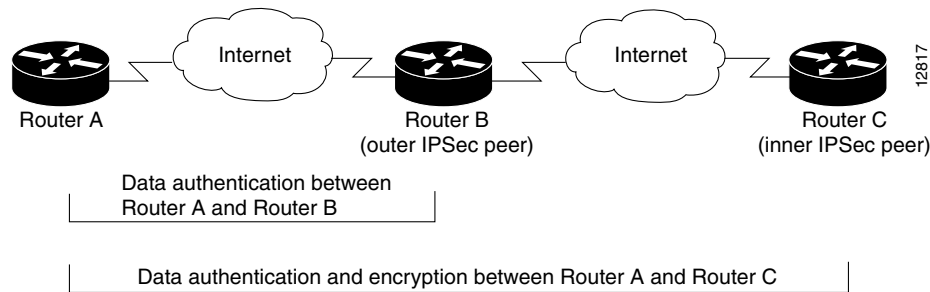 Internet
Internet
12817
Router A
Router B
(outer IPSec peer)
Router C
(inner IPSec peer)
Data authentication between
Router A and Router B
Data authentication and encryption between Router A and Router C